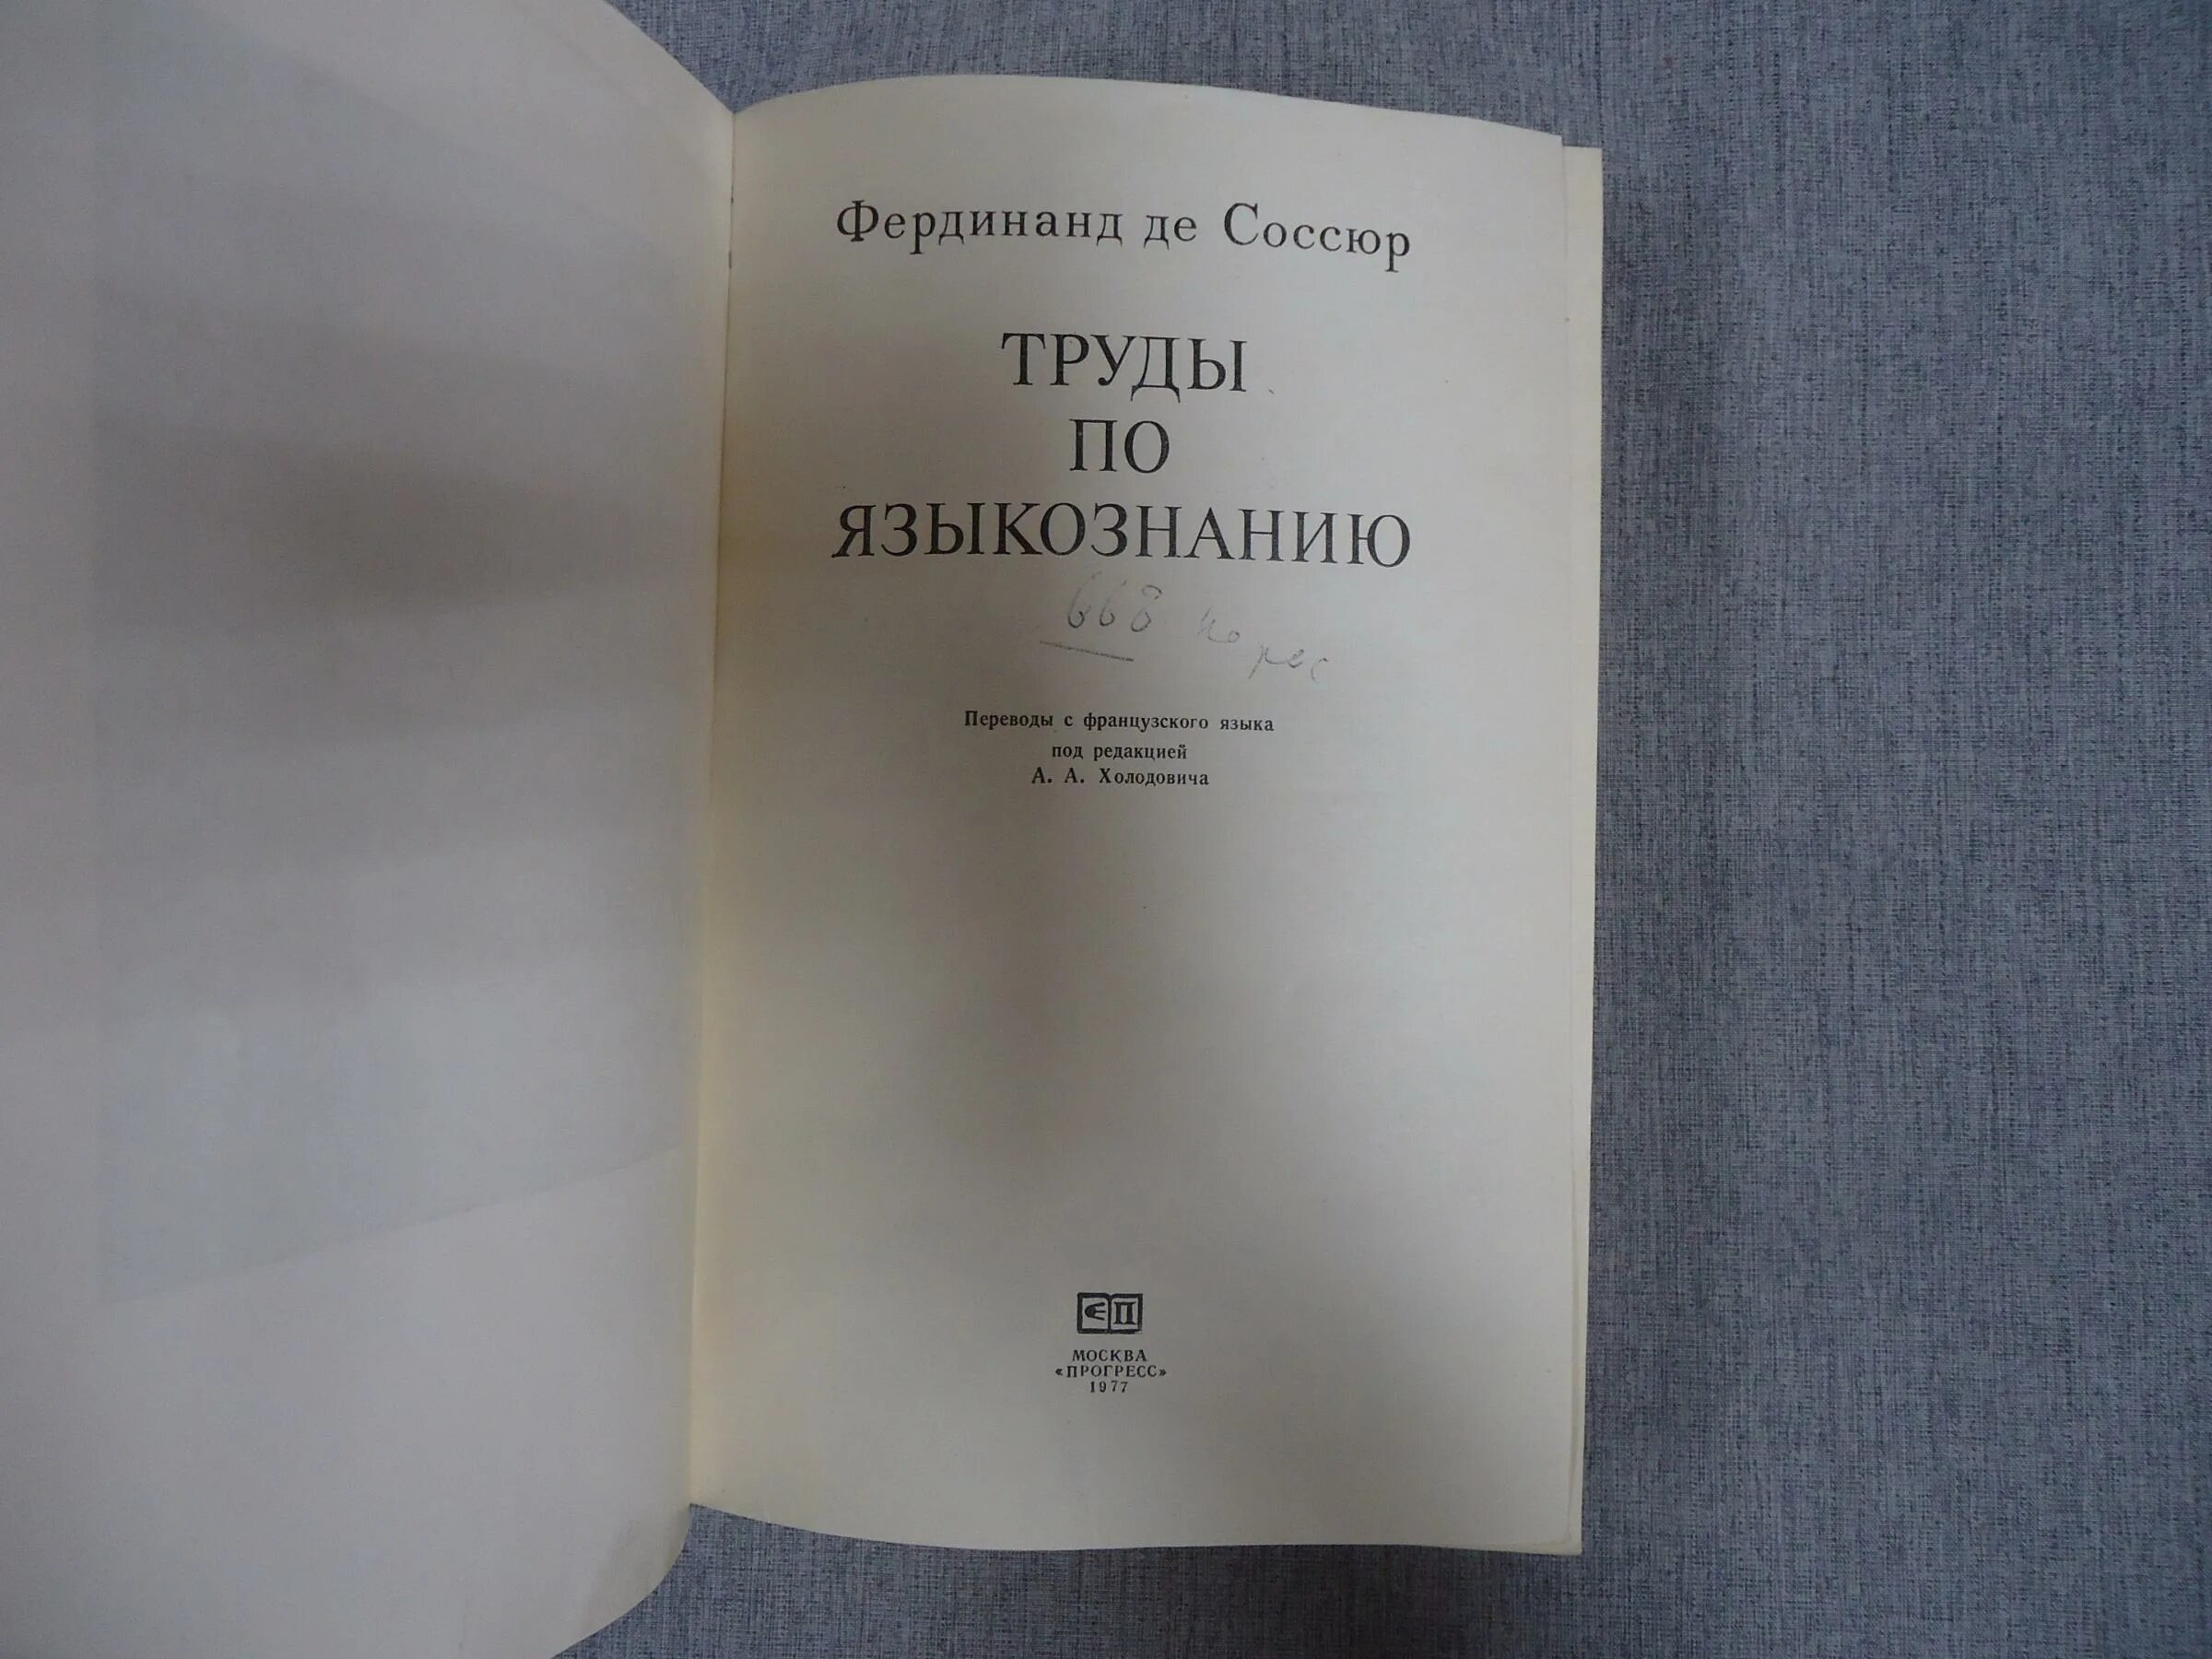 Фердинанд де Соссюр
ТРУДЫ
ПО
ЯЗЫКОЗНАНИЮ
668
Переводы с французского языка
под редакцией
А. А. Холодовича
МОСКВА
«ПРОГРЕСС»
1977